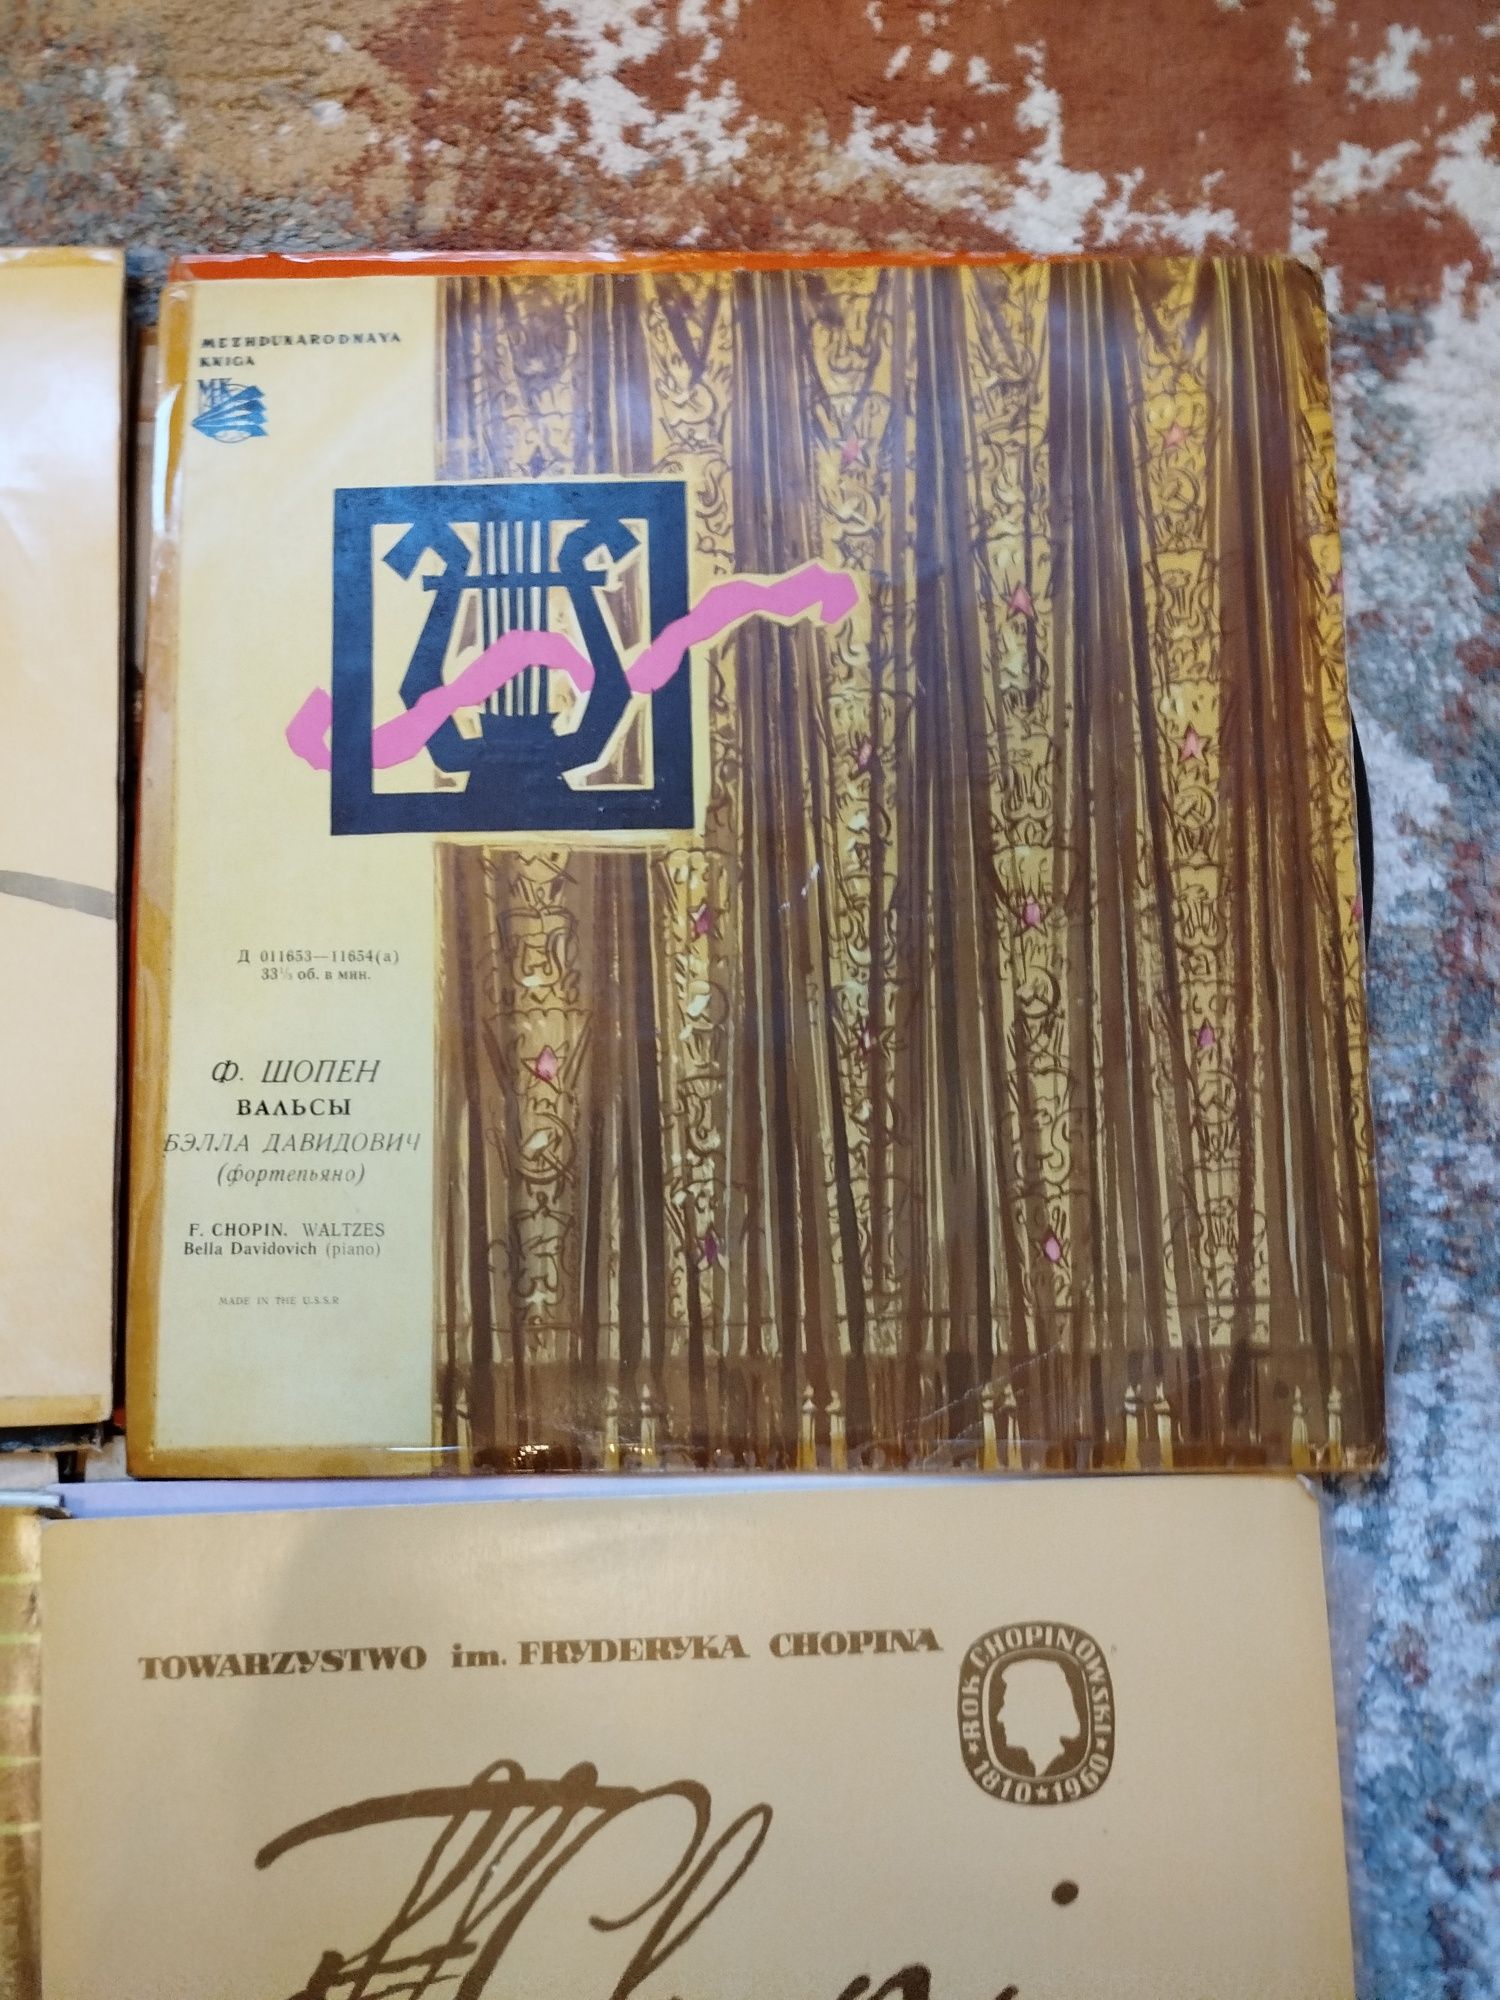 MEZHDUNARODNAYA
KNIGA
МК
Д 011653—11654(а)
33⅓ об. в мин.
Ф. ШОПЕН
ВАЛЬСЫ
БЭЛЛА ДАВИДОВИЧ
(фортепьяно)
F. CHOPIN. WALTZES
Bella Davidovich (piano)
MADE IN THE U.S.S.R
TOWARZYSTWO im. FRYDERYKA CHOPINA
ROK CHOPINOWSKI
1810 ★ 1960